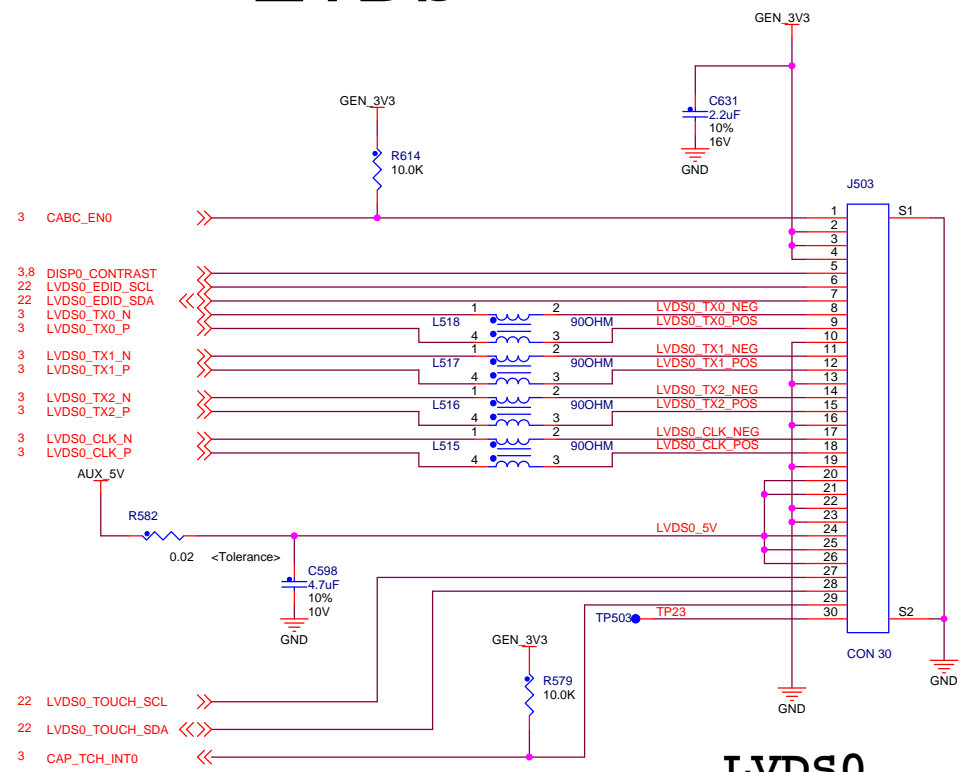 GEN_3V3
GEN_3V3
C631
2.2uF
10%
16V
GND
R614
10.0K
J503
3 CABC_EN0
1
S1
2
3
4
3,8 DISP0_CONTRAST
5
22 LVDS0_EDID_SCL
6
22 LVDS0_EDID_SDA
7
3 LVDS0_TX0_N
1
2
LVDS0_TX0_NEG
8
3 LVDS0_TX0_P
L518
90OHM
LVDS0_TX0_POS
9
4
3
10
3 LVDS0_TX1_N
1
2
LVDS0_TX1_NEG
11
3 LVDS0_TX1_P
L517
90OHM
LVDS0_TX1_POS
12
4
3
13
3 LVDS0_TX2_N
1
2
LVDS0_TX2_NEG
14
3 LVDS0_TX2_P
L516
90OHM
LVDS0_TX2_POS
15
4
3
16
3 LVDS0_CLK_N
1
2
LVDS0_CLK_NEG
17
3 LVDS0_CLK_P
L515
90OHM
LVDS0_CLK_POS
18
4
3
19
AUX_5V
20
21
22
R582
23
LVDS0_5V
24
0.02 <Tolerance>
25
26
C598
4.7uF
10%
10V
GND
27
28
29
TP503
TP23
30
S2
CON 30
GND
GND
GEN_3V3
R579
10.0K
22 LVDS0_TOUCH_SCL
22 LVDS0_TOUCH_SDA
3 CAP_TCH_INT0
LVDS0